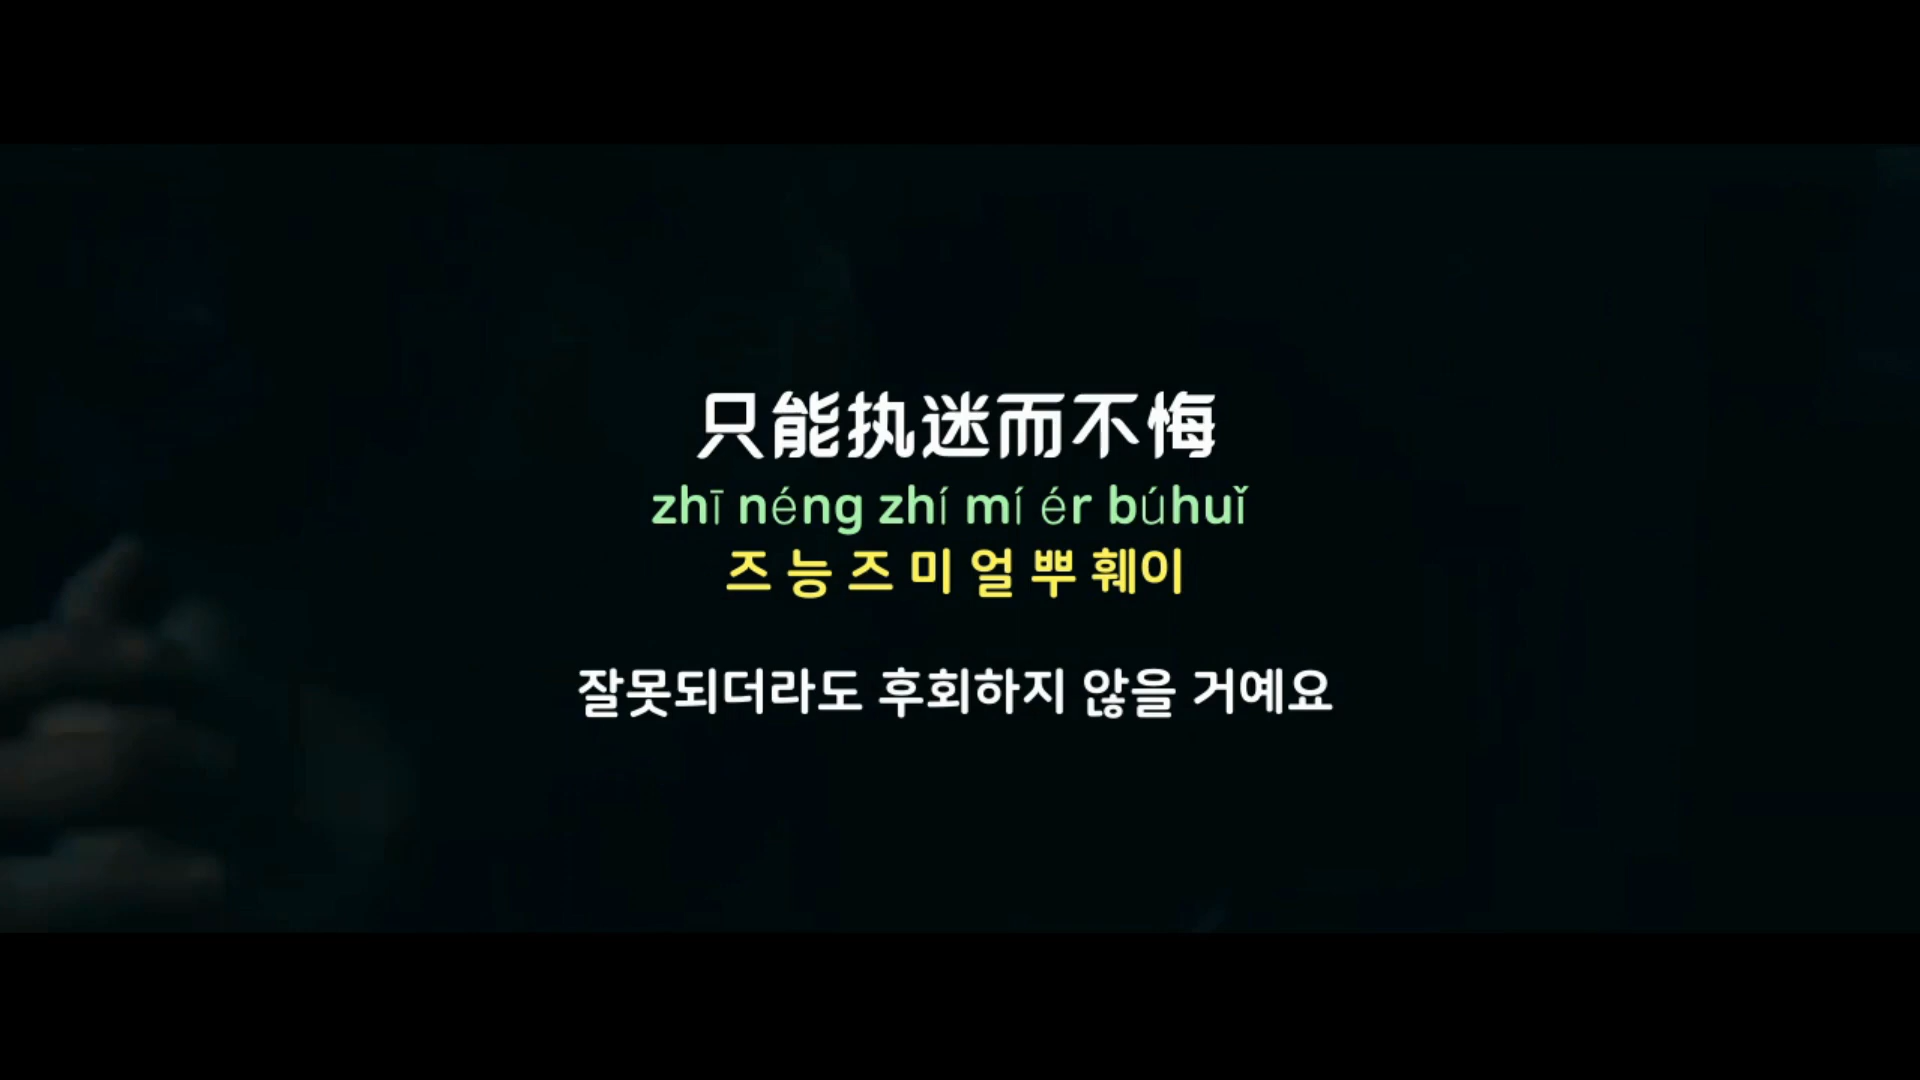 只能执迷而不悔
zhī néng zhí mí ér búhuǐ
즈 능 즈 미 얼 뿌 훼이
잘못되더라도 후회하지 않을 거예요